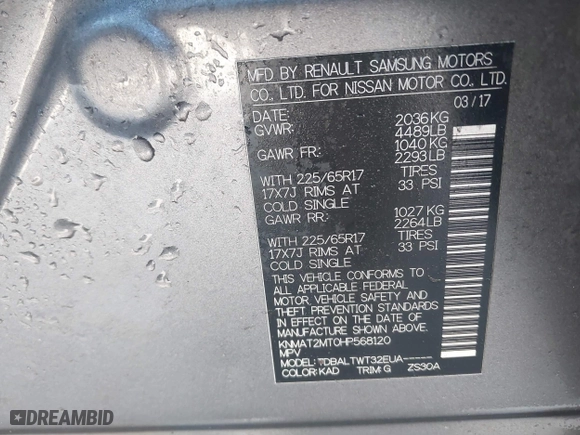 MFD BY RENAULT SAMSUNG MOTORS
CO., LTD. FOR NISSAN MOTOR CO., LTD.
DATE: 03/17
GVWR: 2036KG
4489LB
GAWR FR: 1040 KG
2293LB
WITH 225/65R17 TIRES
17X7J RIMS AT 33 PSI
COLD SINGLE
GAWR RR: 1027 KG
2264LB
WITH 225/65R17 TIRES
17X7J RIMS AT 33 PSI
COLD SINGLE
THIS VEHICLE CONFORMS TO
ALL APPLICABLE FEDERAL
MOTOR VEHICLE SAFETY AND
THEFT PREVENTION STANDARDS
IN EFFECT ON THE DATE OF
MANUFACTURE SHOWN ABOVE.
KNMAT2MT0HP568120
MPV
MODEL: TDBALTWT32EUA-----
COLOR:KAD TRIM:G ZS30A
DREAMBID